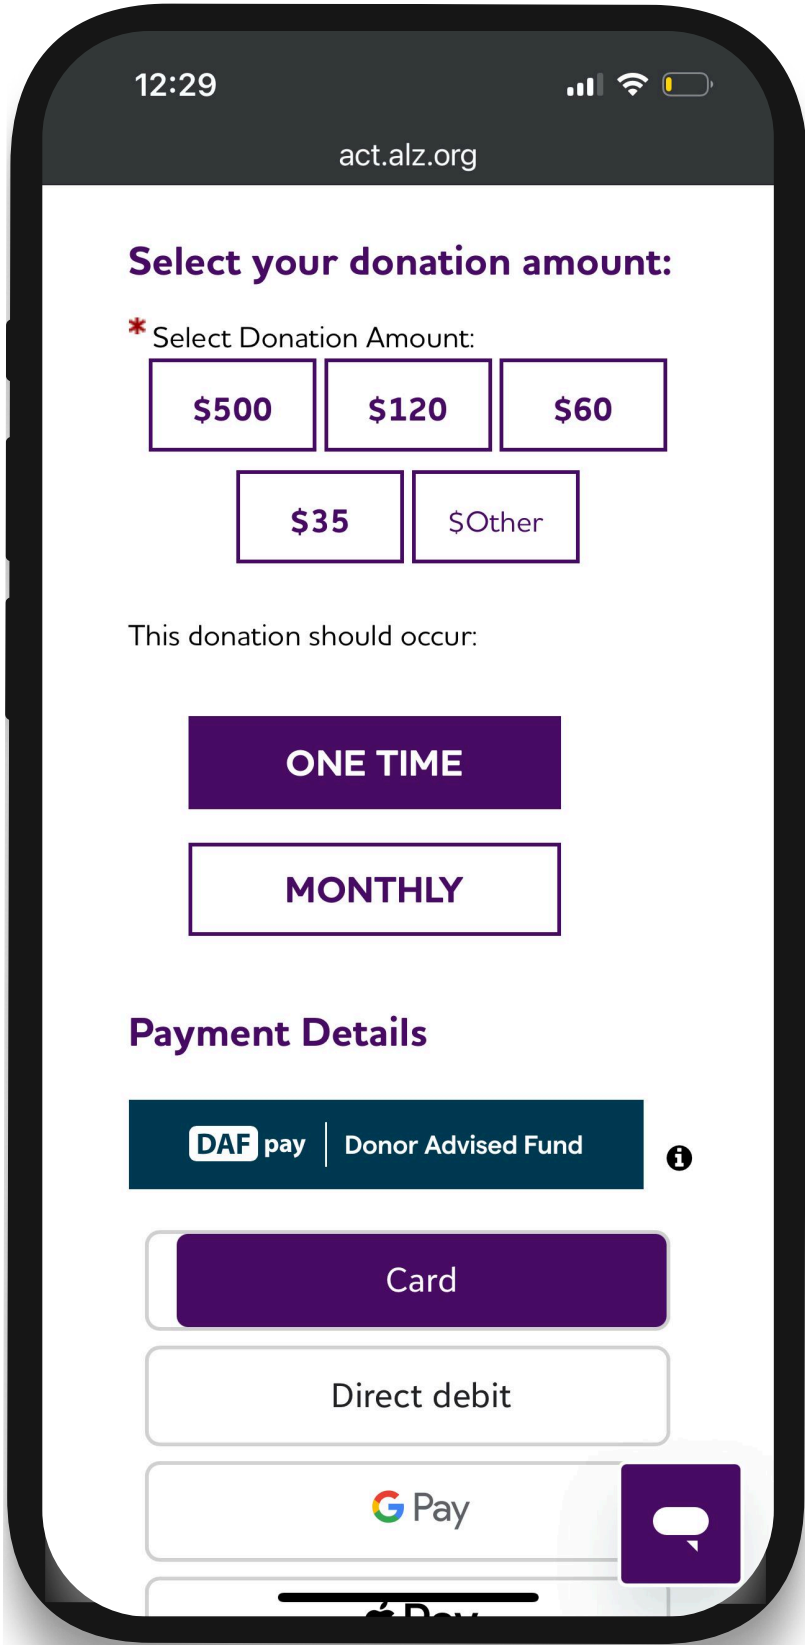 12:29
act.alz.org
Select your donation amount:
* Select Donation Amount:
$500 $120 $60
$35 $Other
This donation should occur:
ONE TIME
MONTHLY
Payment Details
DAF pay | Donor Advised Fund
Card
Direct debit
G Pay
Pay